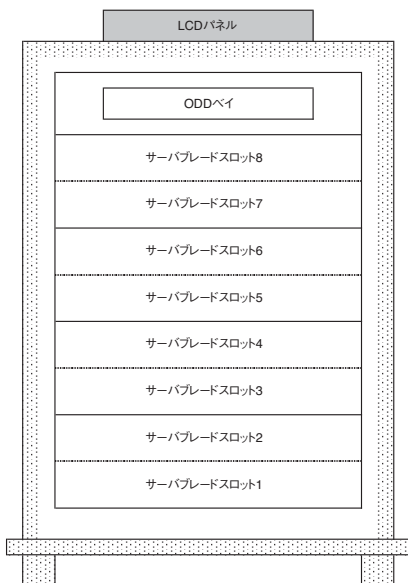 LCDパネル
ODDベイ
サーバブレードスロット8
サーバブレードスロット7
サーバブレードスロット6
サーバブレードスロット5
サーバブレードスロット4
サーバブレードスロット3
サーバブレードスロット2
サーバブレードスロット1